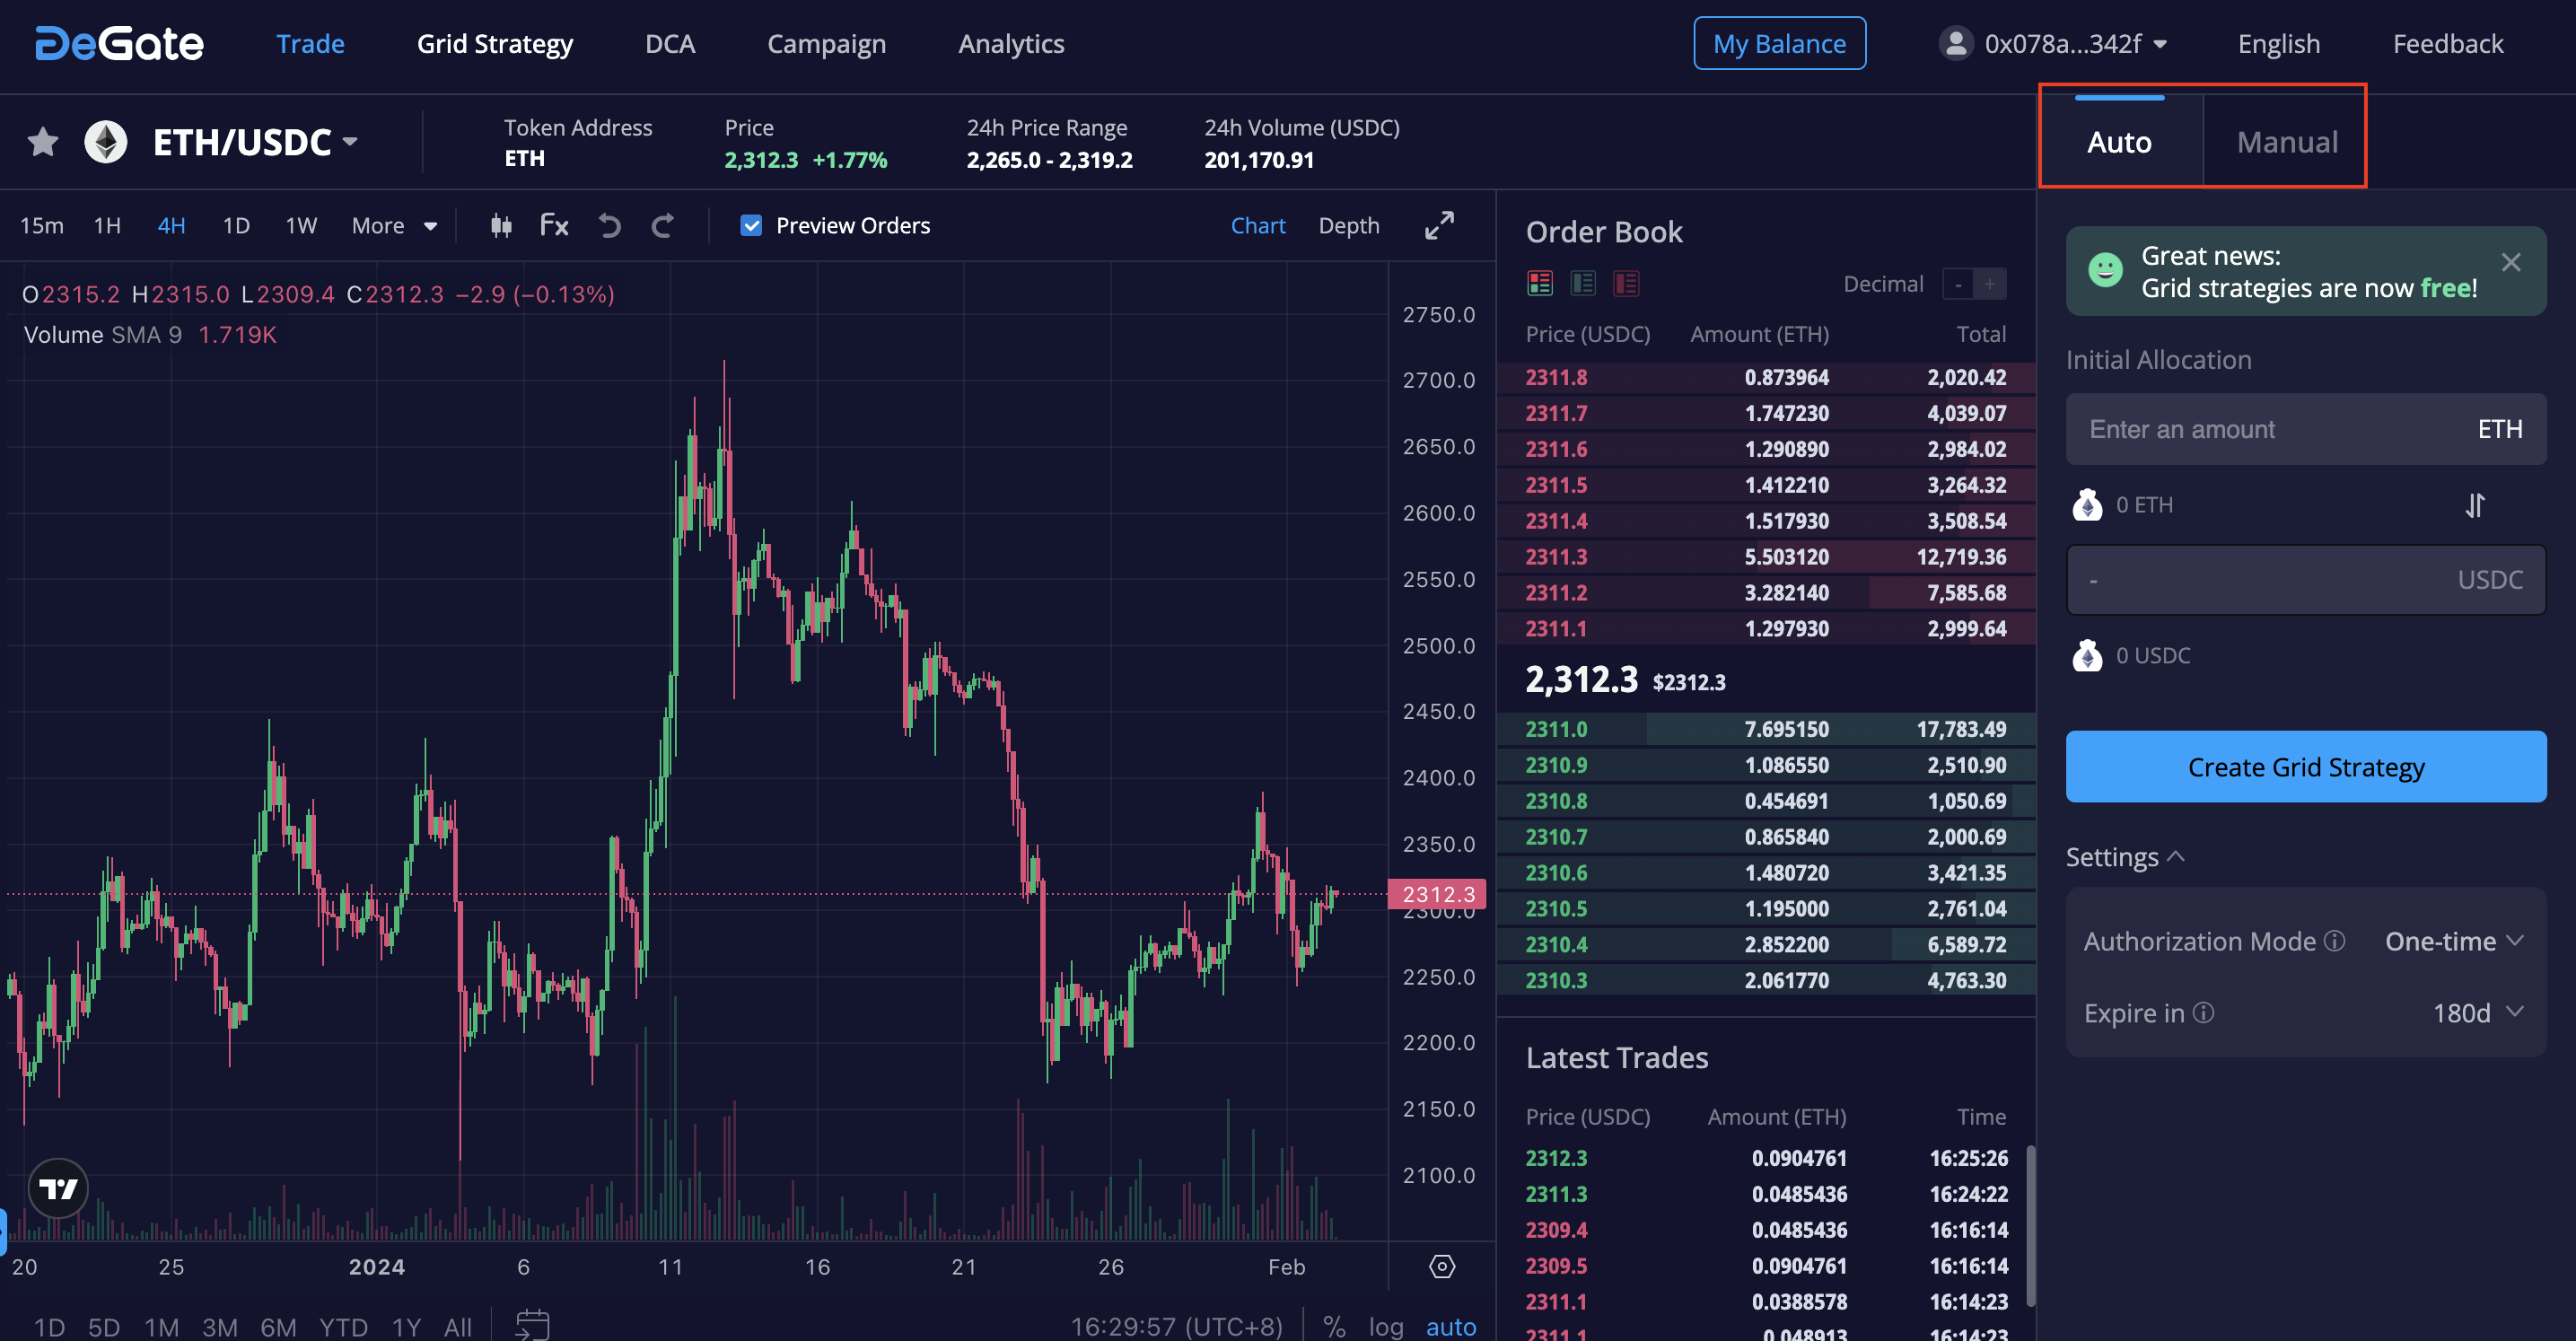 DeGate Trade Grid Strategy DCA Campaign Analytics My Balance 0x078a...342f English Feedback
ETH/USDC
Token Address
ETH
Price
2,312.3 +1.77%
24h Price Range
2,265.0 - 2,319.2
24h Volume (USDC)
201,170.91
Auto Manual
15m 1H 4H 1D 1W More Fx Preview Orders Chart Depth
O2315.2 H2315.0 L2309.4 C2312.3 −2.9 (−0.13%)
Volume SMA 9 1.719K
2750.0
2700.0
2650.0
2600.0
2550.0
2500.0
2450.0
2400.0
2350.0
2312.3
2300.0
2250.0
2200.0
2150.0
2100.0
20 25 2024 6 11 16 21 26 Feb
1D 5D 1M 3M 6M YTD 1Y All 16:29:57 (UTC+8) % log auto
Order Book
Decimal - +
Price (USDC) Amount (ETH) Total
2311.8 0.873964 2,020.42
2311.7 1.747230 4,039.07
2311.6 1.290890 2,984.02
2311.5 1.412210 3,264.32
2311.4 1.517930 3,508.54
2311.3 5.503120 12,719.36
2311.2 3.282140 7,585.68
2311.1 1.297930 2,999.64
2,312.3 $2312.3
2311.0 7.695150 17,783.49
2310.9 1.086550 2,510.90
2310.8 0.454691 1,050.69
2310.7 0.865840 2,000.69
2310.6 1.480720 3,421.35
2310.5 1.195000 2,761.04
2310.4 2.852200 6,589.72
2310.3 2.061770 4,763.30
Latest Trades
Price (USDC) Amount (ETH) Time
2312.3 0.0904761 16:25:26
2311.3 0.0485436 16:24:22
2309.4 0.0485436 16:16:14
2309.5 0.0904761 16:16:14
2311.1 0.0388578 16:14:23
2311.1 0.048913 16:14:23
Great news:
Grid strategies are now free!
Initial Allocation
Enter an amount ETH
0 ETH
- USDC
0 USDC
Create Grid Strategy
Settings
Authorization Mode One-time
Expire in 180d